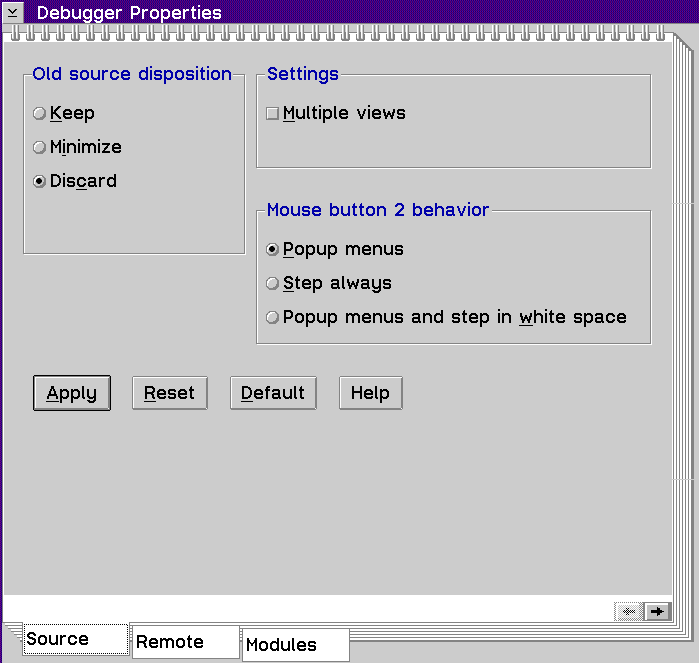 Debugger Properties
Old source disposition
Keep
Minimize
Discard
Settings
Multiple views
Mouse button 2 behavior
Popup menus
Step always
Popup menus and step in white space
Apply Reset Default Help
Source Remote Modules